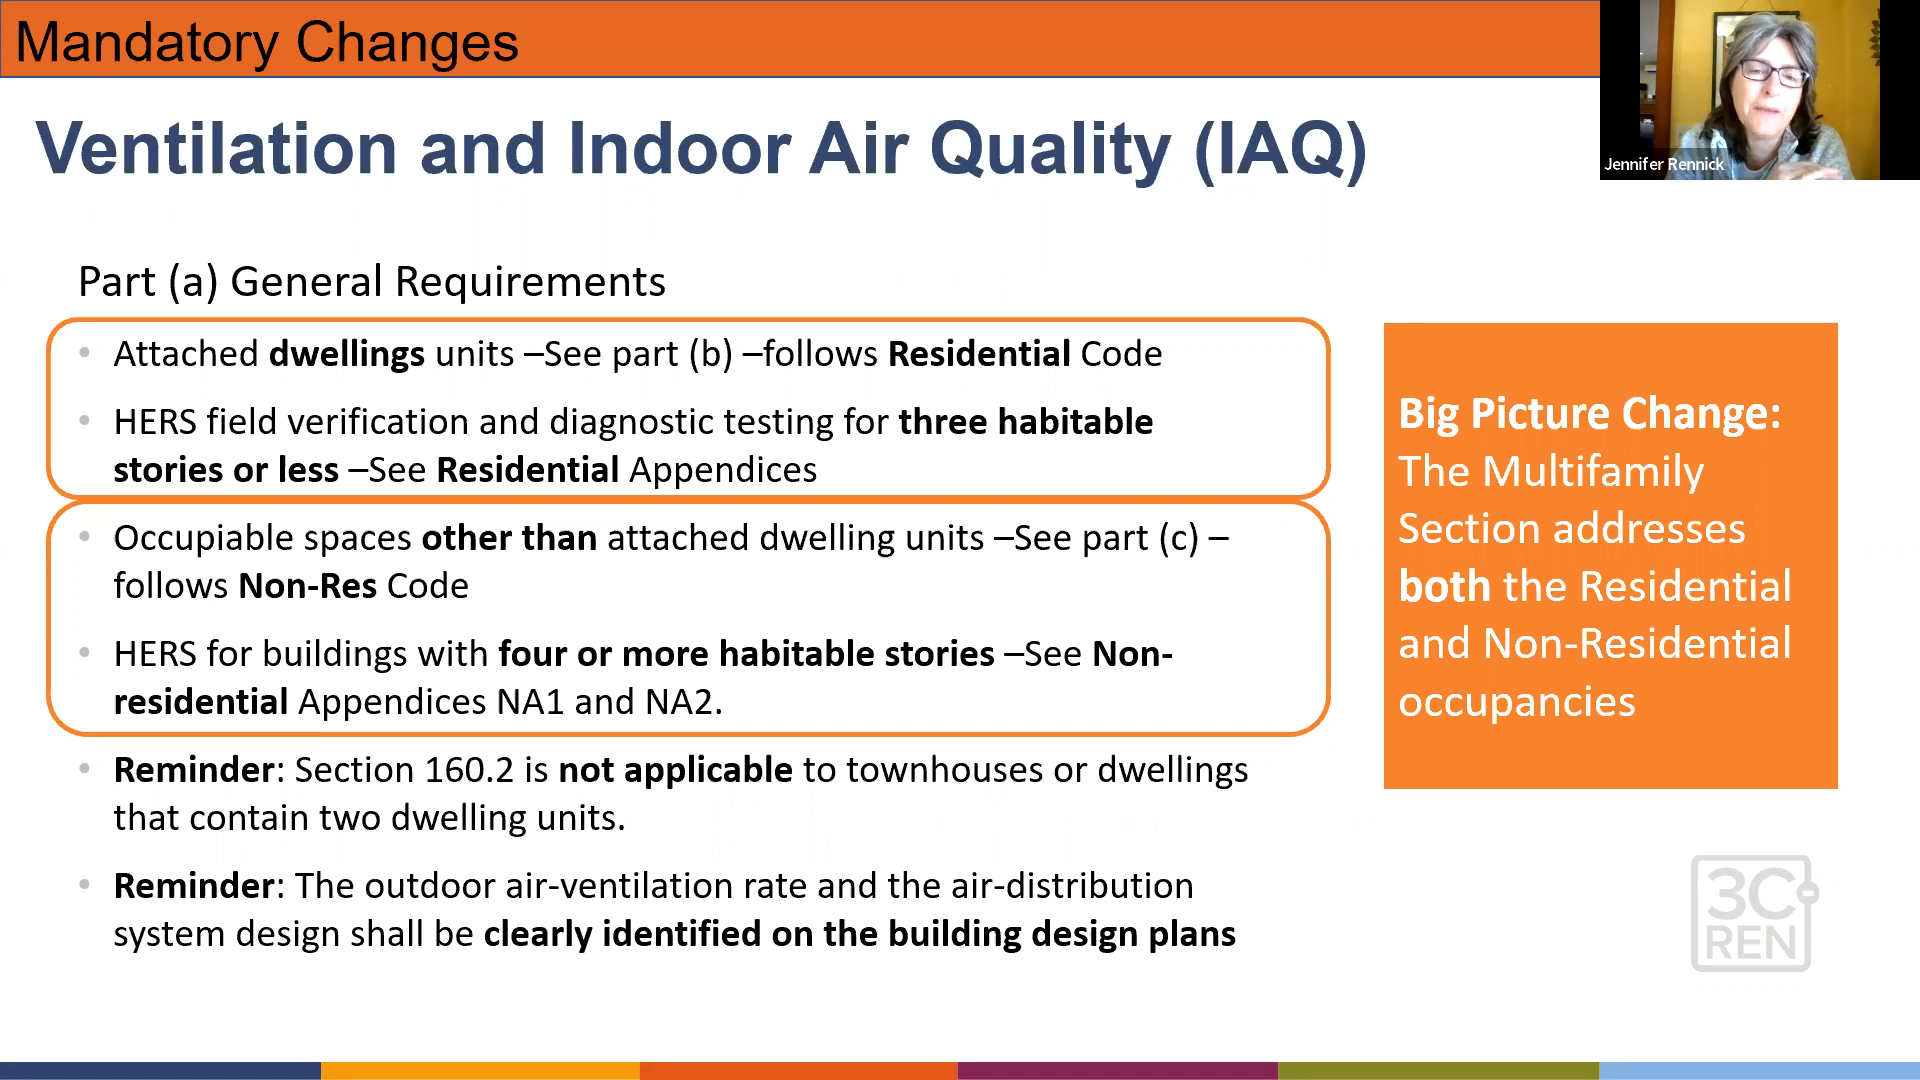 Mandatory Changes
Jennifer Rennick
Ventilation and Indoor Air Quality (IAQ)
Part (a) General Requirements
• Attached dwellings units –See part (b) –follows Residential Code
• HERS field verification and diagnostic testing for three habitable
stories or less –See Residential Appendices
• Occupiable spaces other than attached dwelling units –See part (c) –
follows Non-Res Code
• HERS for buildings with four or more habitable stories –See Non-
residential Appendices NA1 and NA2.
• Reminder: Section 160.2 is not applicable to townhouses or dwellings
that contain two dwelling units.
• Reminder: The outdoor air-ventilation rate and the air-distribution
system design shall be clearly identified on the building design plans
Big Picture Change:
The Multifamily
Section addresses
both the Residential
and Non-Residential
occupancies
3C
REN